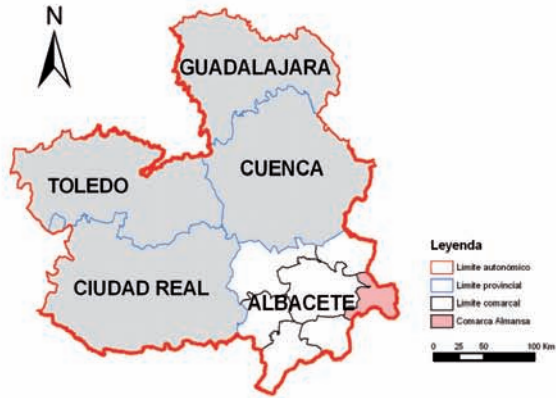 N
GUADALAJARA
CUENCA
TOLEDO
CIUDAD REAL
ALBACETE
Leyenda
Límite autonómico
Límite provincial
Límite comarcal
Comarca Almansa
0 25 50 100 Km